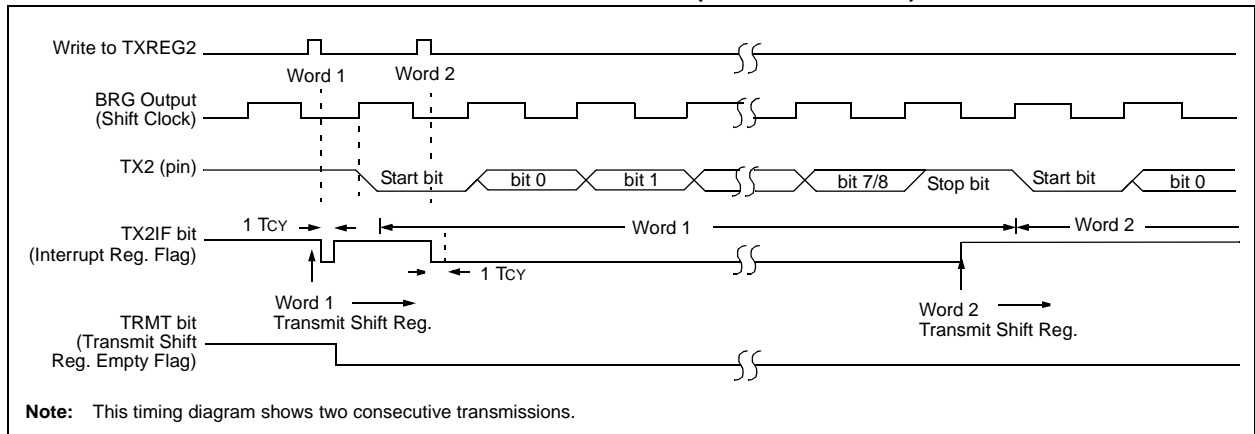 Write to TXREG2
Word 1
Word 2
BRG Output
(Shift Clock)
TX2 (pin)
Start bit
bit 0
bit 1
bit 7/8
Stop bit
Start bit
bit 0
1 TCY
Word 1
Word 2
TX2IF bit
(Interrupt Reg. Flag)
1 TCY
Word 1
Transmit Shift Reg.
Word 2
Transmit Shift Reg.
TRMT bit
(Transmit Shift
Reg. Empty Flag)
Note: This timing diagram shows two consecutive transmissions.